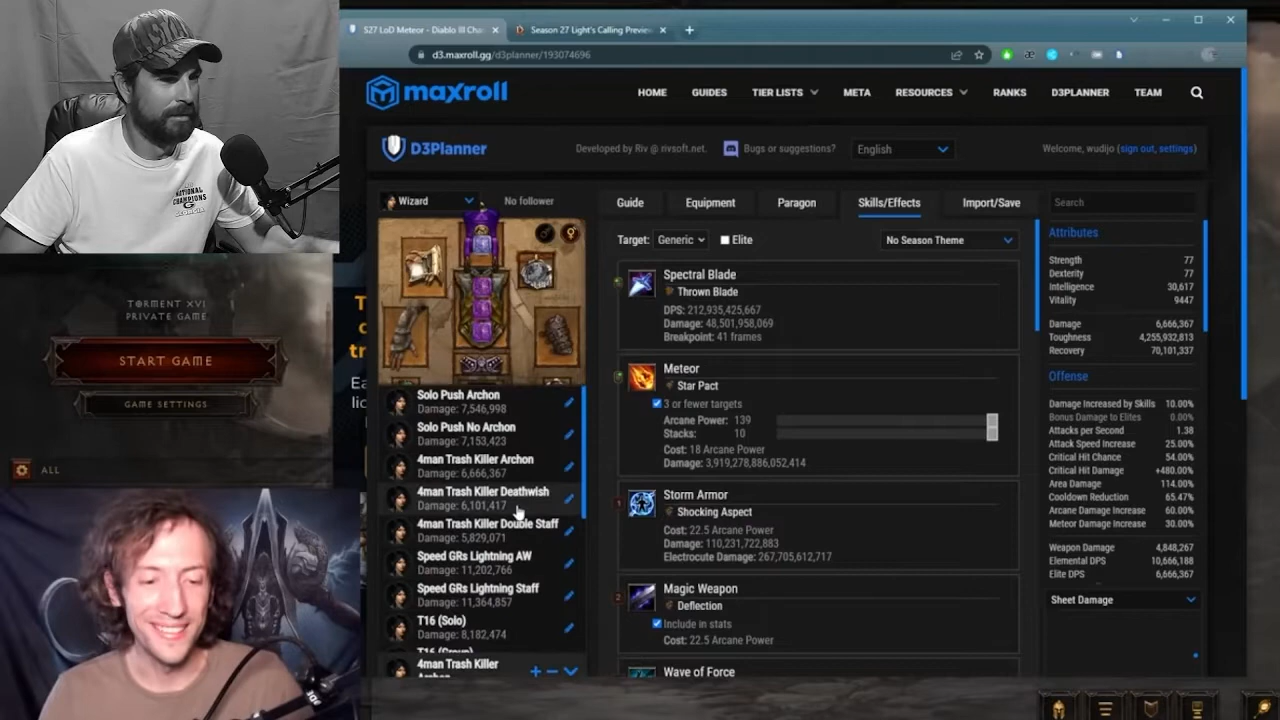 S27 LoD Meteor - Diablo III Cha
Season 27 Light's Calling Preview
d3.maxroll.gg/d3planner/193074696
maxroll
HOME
GUIDES
TIER LISTS
META
RESOURCES
RANKS
D3PLANNER
TEAM
D3Planner
Developed by Riv @ rivsoft.net.
Bugs or suggestions?
English
Welcome, wudijo (sign out, settings)
Wizard
No follower
Guide
Equipment
Paragon
Skills/Effects
Import/Save
Search
Target: Generic
Elite
No Season Theme
Spectral Blade
Thrown Blade
DPS: 212,935,425,667
Damage: 48,501,958,069
Breakpoint: 41 frames
Meteor
Star Pact
3 or fewer targets
Arcane Power: 139
Stacks: 10
Cost: 18 Arcane Power
Damage: 3,919,278,886,052,414
Storm Armor
Shocking Aspect
Cost: 22.5 Arcane Power
Damage: 110,231,722,883
Electrocute Damage: 267,705,612,717
Magic Weapon
Deflection
Include in stats
Cost: 22.5 Arcane Power
Wave of Force
Solo Push Archon
Damage: 7,546,998
Solo Push No Archon
Damage: 7,153,423
4man Trash Killer Archon
Damage: 6,666,367
4man Trash Killer Deathwish
Damage: 6,101,417
4man Trash Killer Double Staff
Damage: 5,829,071
Speed GRs Lightning AW
Damage: 11,202,766
Speed GRs Lightning Staff
Damage: 11,364,857
T16 (Solo)
Damage: 8,182,474
T16 (Group)
4man Trash Killer
Archon
Attributes
Strength 77
Dexterity 77
Intelligence 30,617
Vitality 9447
Damage 6,666,367
Toughness 4,255,932,813
Recovery 70,101,337
Offense
Damage Increased by Skills 10.00%
Bonus Damage to Elites 0.00%
Attacks per Second 1.38
Attack Speed Increase 25.00%
Critical Hit Chance 54.00%
Critical Hit Damage +480.00%
Area Damage 114.00%
Cooldown Reduction 65.47%
Arcane Damage Increase 60.00%
Meteor Damage Increase 30.00%
Weapon Damage 4,848,267
Elemental DPS 10,666,188
Elite DPS 6,666,367
Sheet Damage
TORMENT XVI
PRIVATE GAME
START GAME
GAME SETTINGS
ALL
NATIONAL
CHAMPIONS
GEORGIA